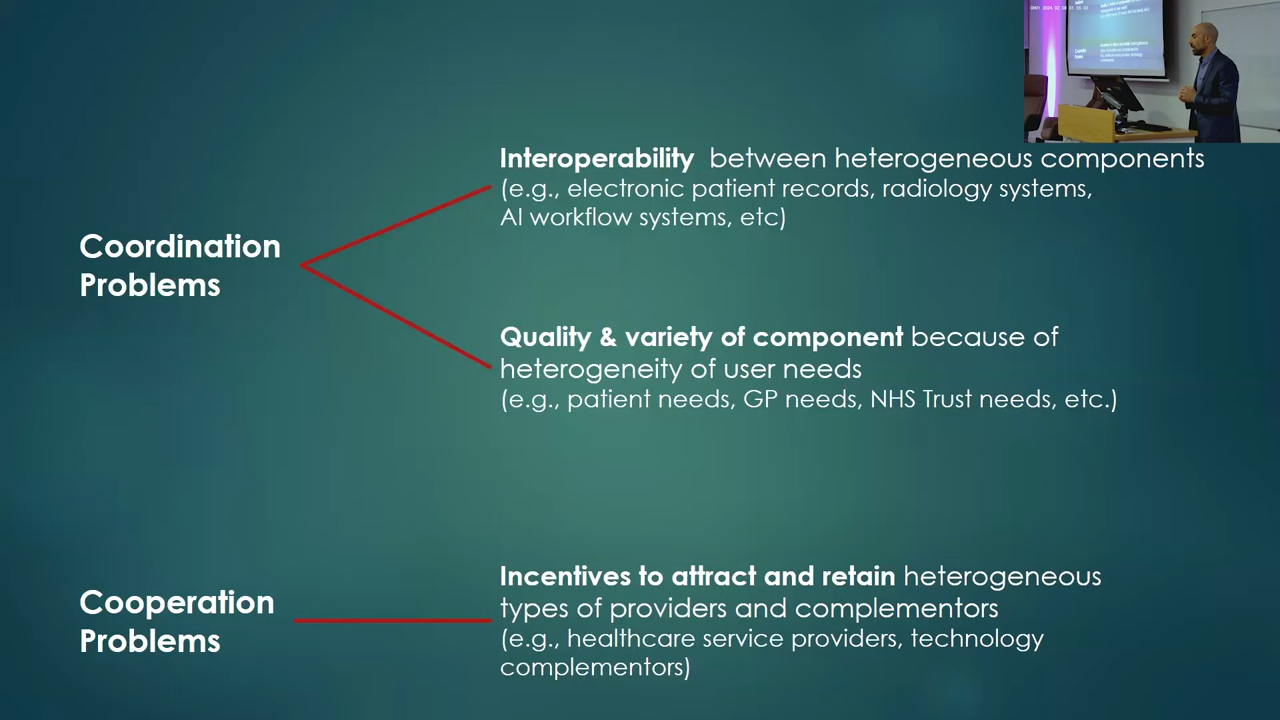 Interoperability between heterogeneous components
(e.g., electronic patient records, radiology systems,
AI workflow systems, etc)
Coordination
Problems
Quality & variety of component because of
heterogeneity of user needs
(e.g., patient needs, GP needs, NHS Trust needs, etc.)
Incentives to attract and retain heterogeneous
types of providers and complementors
(e.g., healthcare service providers, technology
complementors)
Cooperation
Problems